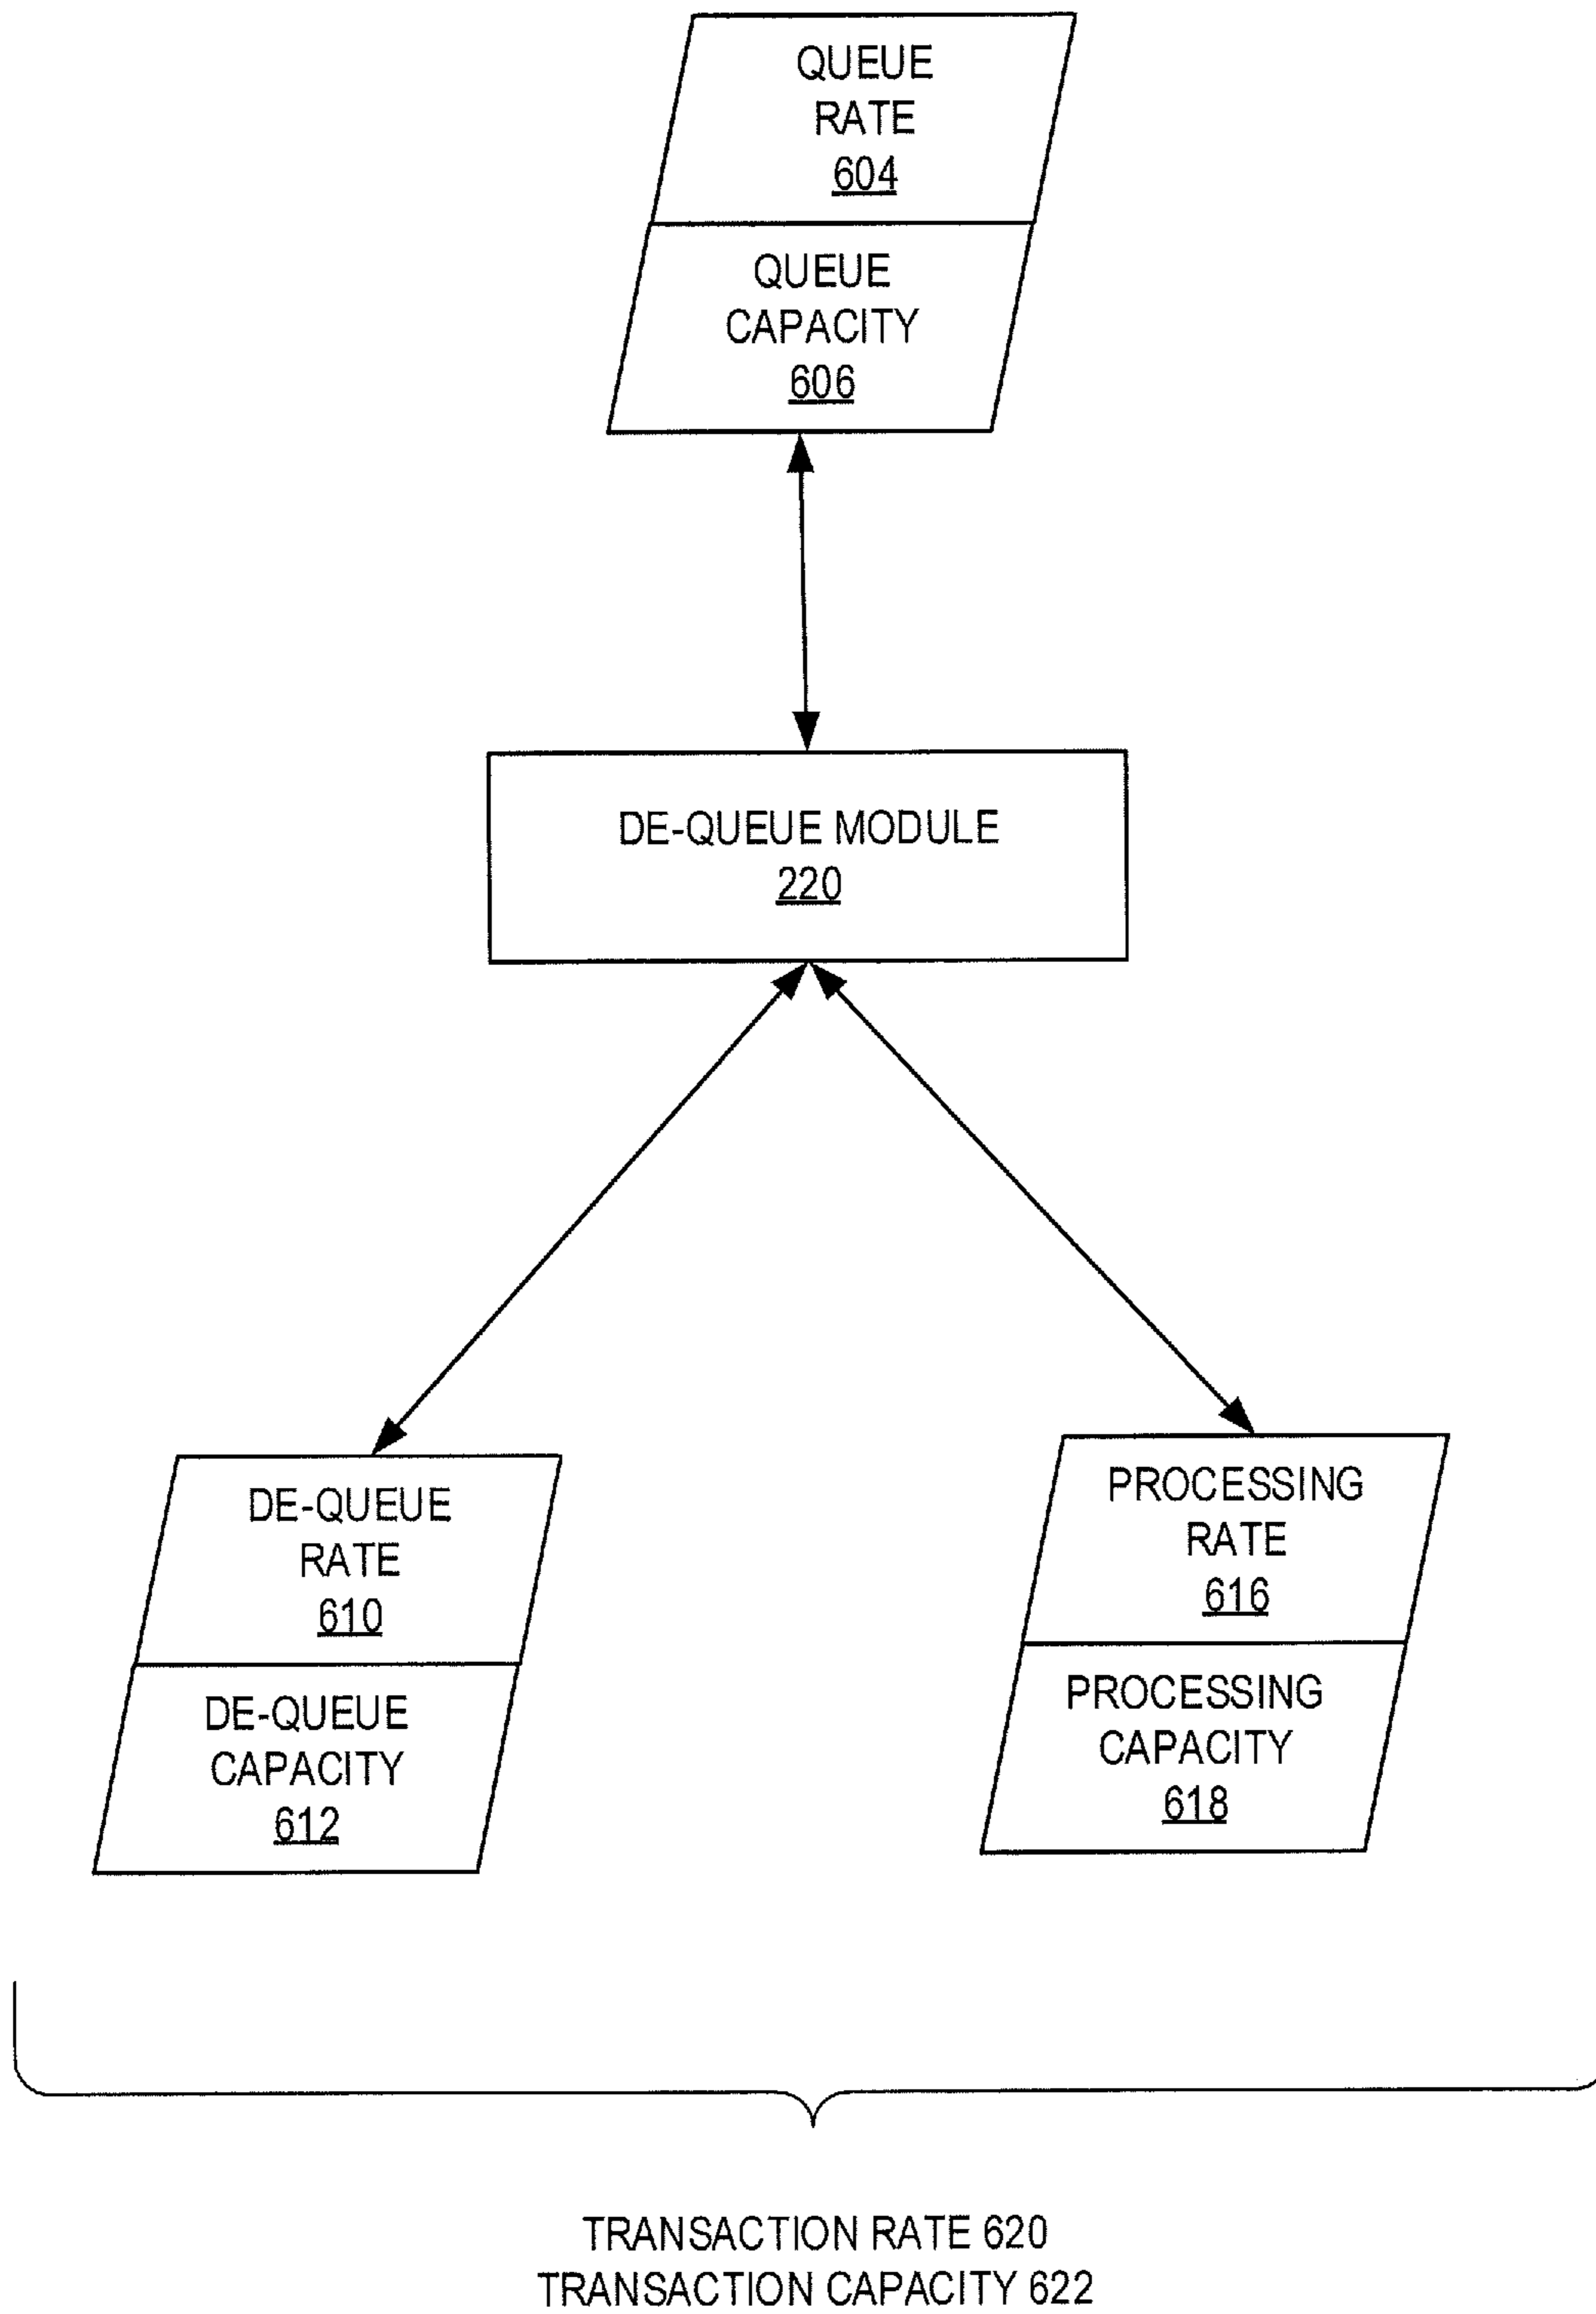 QUEUE
RATE
604
QUEUE
CAPACITY
606
DE-QUEUE MODULE
220
DE-QUEUE
RATE
610
DE-QUEUE
CAPACITY
612
PROCESSING
RATE
616
PROCESSING
CAPACITY
618
TRANSACTION RATE 620
TRANSACTION CAPACITY 622